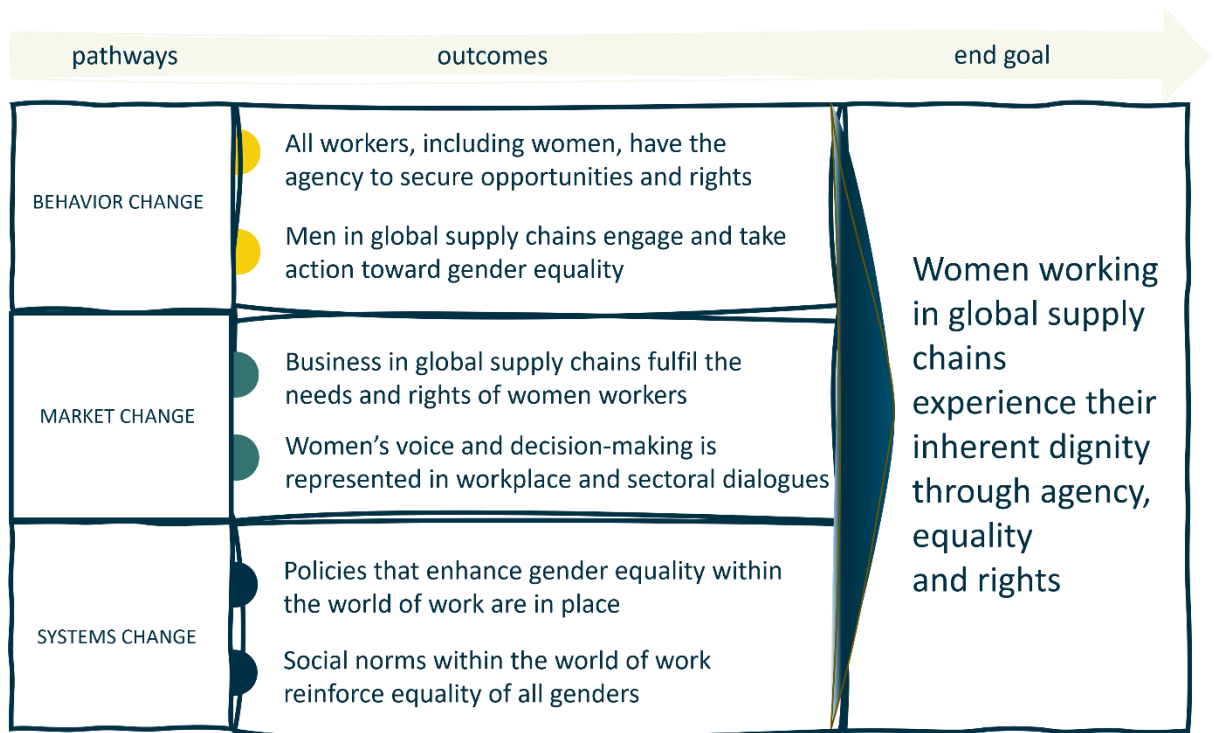 pathways
outcomes
end goal
BEHAVIOR CHANGE
All workers, including women, have the
agency to secure opportunities and rights
Men in global supply chains engage and take
action toward gender equality
MARKET CHANGE
Business in global supply chains fulfil the
needs and rights of women workers
Women’s voice and decision-making is
represented in workplace and sectoral dialogues
SYSTEMS CHANGE
Policies that enhance gender equality within
the world of work are in place
Social norms within the world of work
reinforce equality of all genders
Women working
in global supply
chains
experience their
inherent dignity
through agency,
equality
and rights